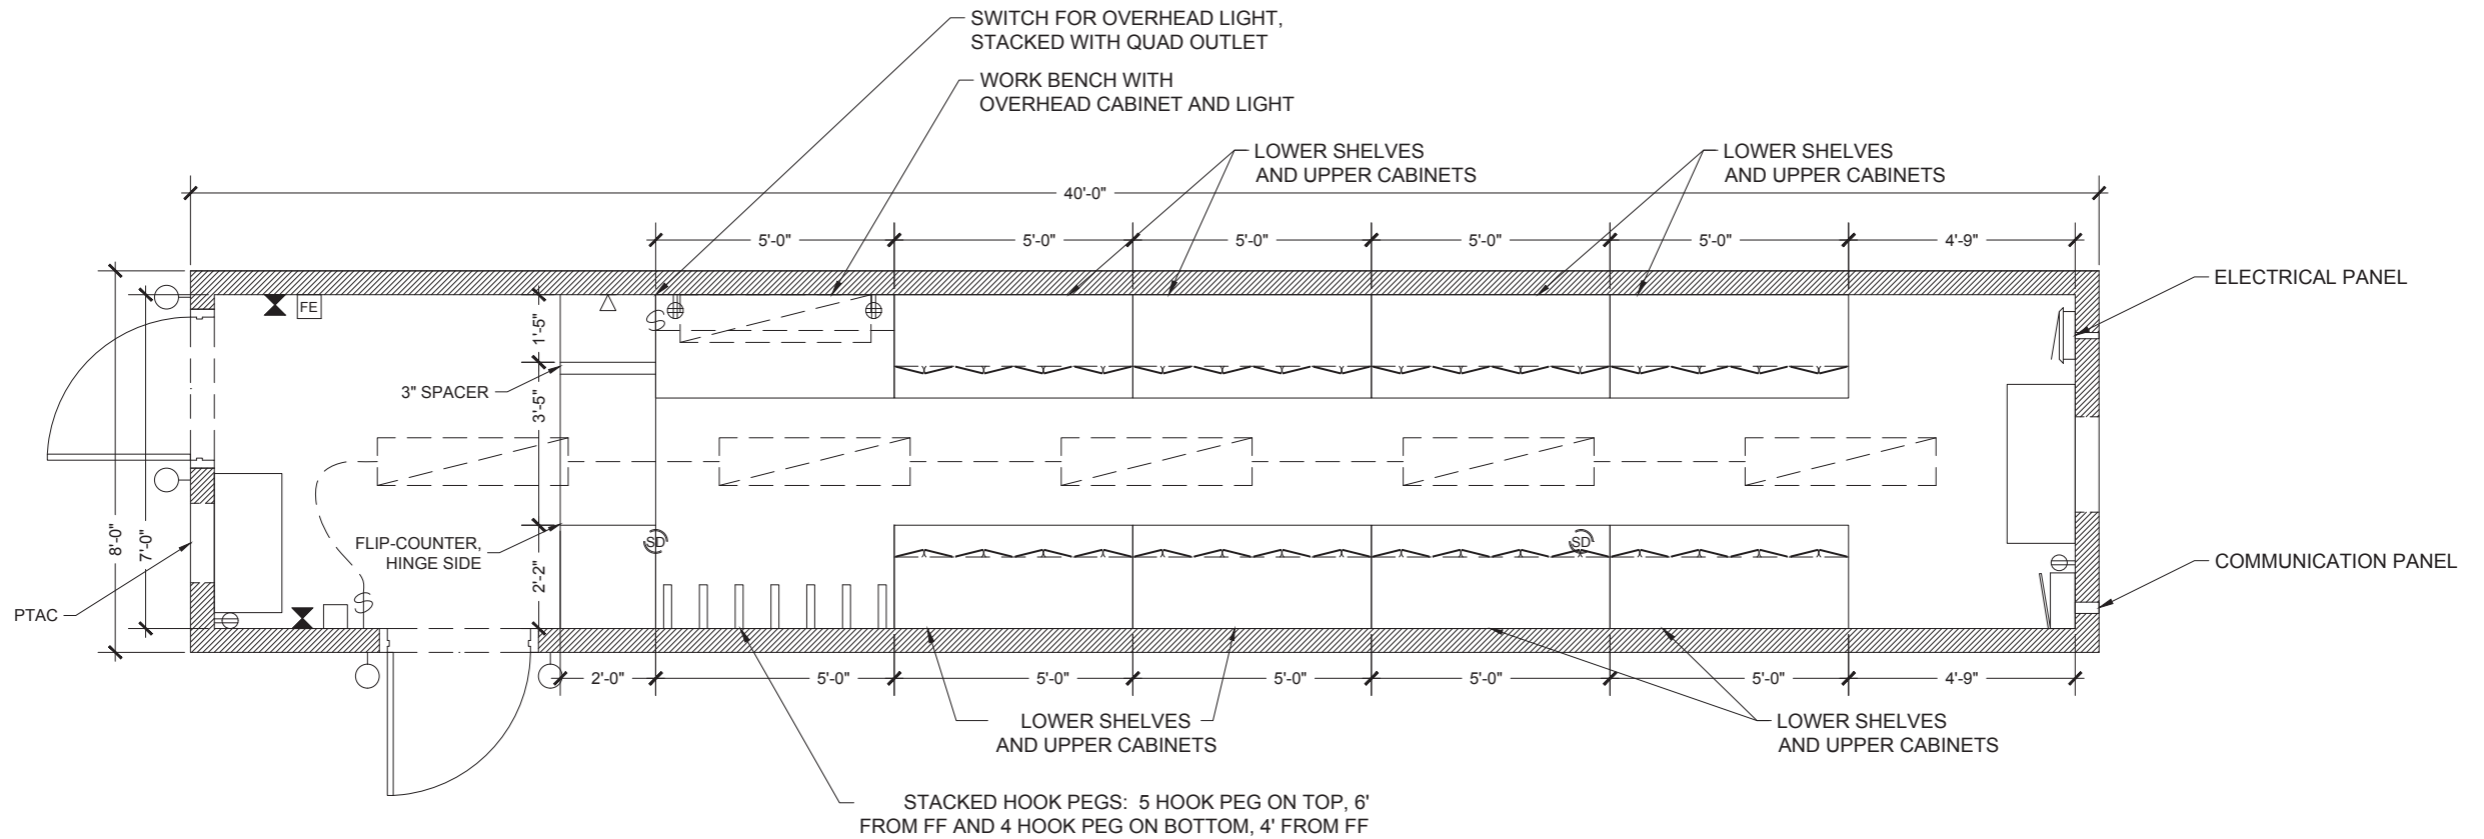 SWITCH FOR OVERHEAD LIGHT,
STACKED WITH QUAD OUTLET
WORK BENCH WITH
OVERHEAD CABINET AND LIGHT
LOWER SHELVES
AND UPPER CABINETS
LOWER SHELVES
AND UPPER CABINETS
40'-0"
5'-0"
5'-0"
5'-0"
5'-0"
5'-0"
4'-9"
ELECTRICAL PANEL
FE
S
1'-5"
3" SPACER
3'-5"
8'-0"
7'-0"
FLIP-COUNTER,
HINGE SIDE
SD
SD
2'-2"
COMMUNICATION PANEL
S
PTAC
2'-0"
5'-0"
5'-0"
5'-0"
5'-0"
5'-0"
4'-9"
LOWER SHELVES
AND UPPER CABINETS
LOWER SHELVES
AND UPPER CABINETS
STACKED HOOK PEGS: 5 HOOK PEG ON TOP, 6'
FROM FF AND 4 HOOK PEG ON BOTTOM, 4' FROM FF